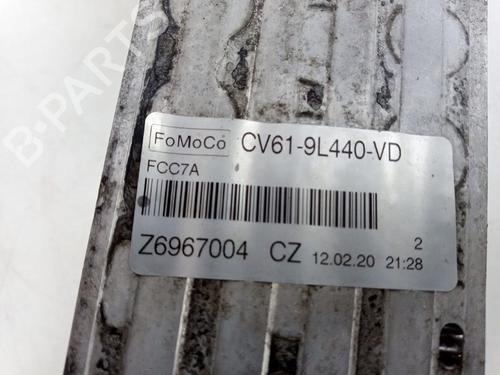 B-PARTS
FoMoCo CV61-9L440-VD
FCC7A
2
Z6967004 CZ 12.02.20 21:28